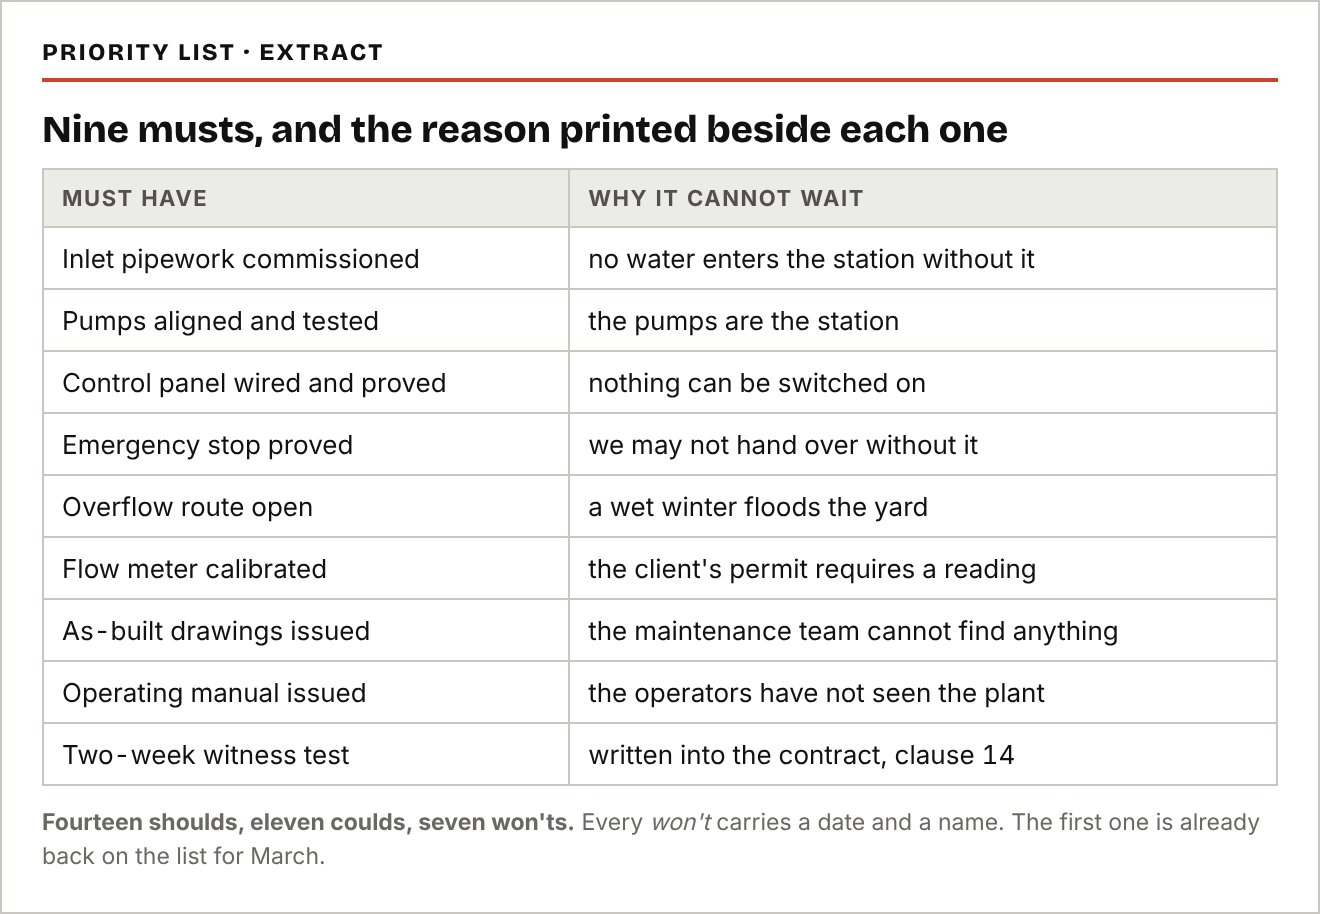 PRIORITY LIST · EXTRACT
Nine musts, and the reason printed beside each one
MUST HAVE WHY IT CANNOT WAIT
Inlet pipework commissioned no water enters the station without it
Pumps aligned and tested the pumps are the station
Control panel wired and proved nothing can be switched on
Emergency stop proved we may not hand over without it
Overflow route open a wet winter floods the yard
Flow meter calibrated the client's permit requires a reading
As-built drawings issued the maintenance team cannot find anything
Operating manual issued the operators have not seen the plant
Two-week witness test written into the contract, clause 14
Fourteen shoulds, eleven coulds, seven won'ts. Every won't carries a date and a name. The first one is already
back on the list for March.